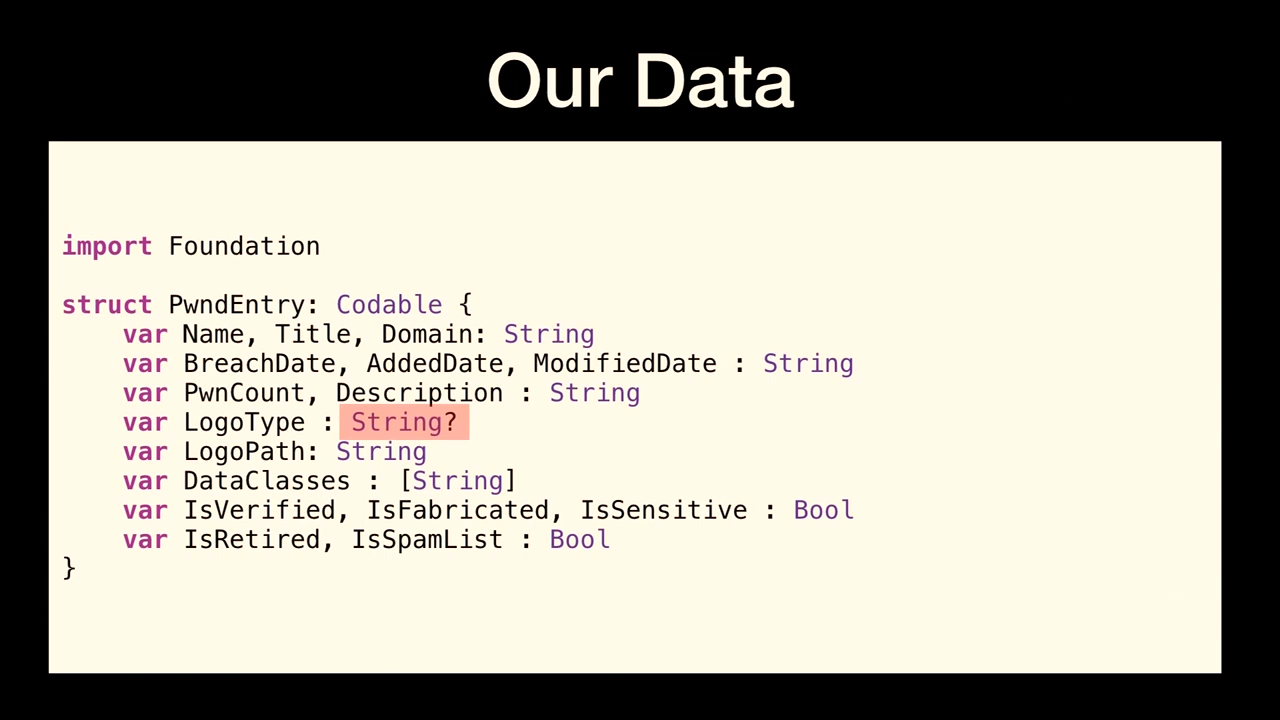 Our Data
import Foundation
struct PwndEntry: Codable {
    var Name, Title, Domain: String
    var BreachDate, AddedDate, ModifiedDate : String
    var PwnCount, Description : String
    var LogoType : String?
    var LogoPath: String
    var DataClasses : [String]
    var IsVerified, IsFabricated, IsSensitive : Bool
    var IsRetired, IsSpamList : Bool
}